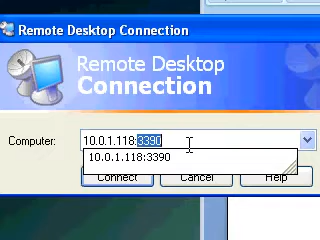 Remote Desktop Connection
Remote Desktop
Connection
Computer:
10.0.1.118:3390
10.0.1.118:3390
Connect
Cancel
Help